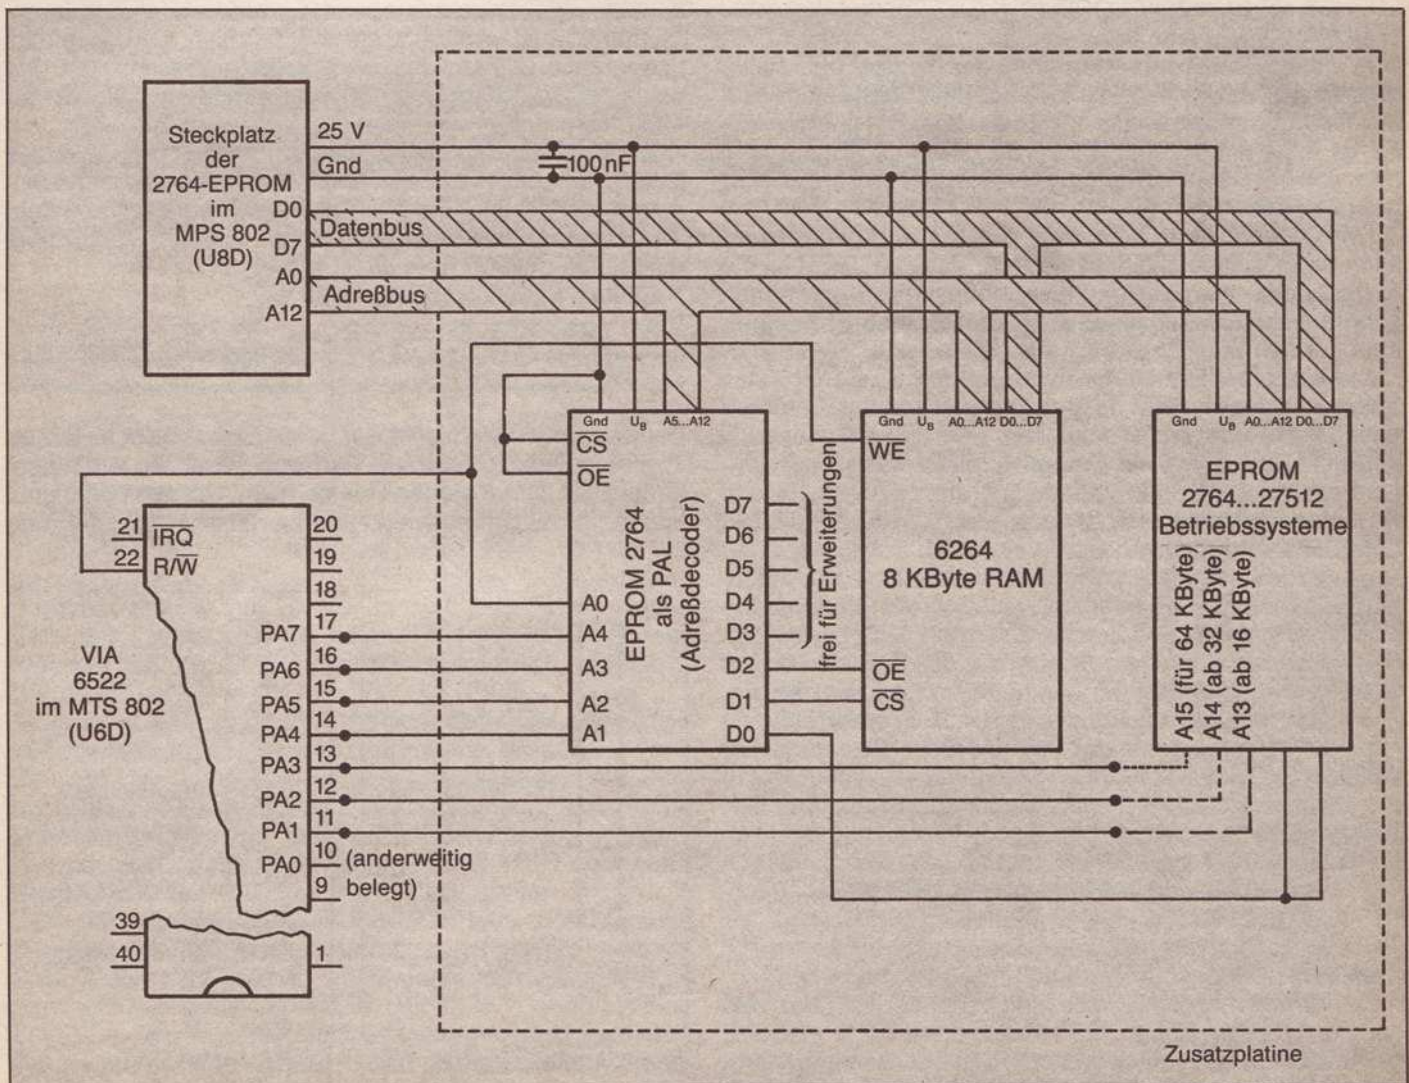 Steckplatz
der
2764-EPROM
im
MPS 802
(U8D)
25 V
Gnd
D0
D7
A0
A12
100nF
Datenbus
Adreßbus
Gnd
U_B
A5...A12
CS
OE
EPROM 2764
als PAL
(Adreßdecoder)
A0
A4
A3
A2
A1
D7
D6
D5
D4
D3
D2
D1
D0
frei für Erweiterungen
Gnd
U_B
A0...A12
D0...D7
WE
6264
8 KByte RAM
OE
CS
Gnd
U_B
A0...A12
D0...D7
EPROM
2764...27512
Betriebssysteme
A15 (für 64 KByte)
A14 (ab 32 KByte)
A13 (ab 16 KByte)
21
IRQ
22
R/W
20
19
18
17
PA7
16
PA6
15
PA5
14
PA4
13
PA3
12
PA2
11
PA1
10
PA0
(anderweitig
9
belegt)
VIA
6522
im MTS 802
(U6D)
39
40
1
Zusatzplatine